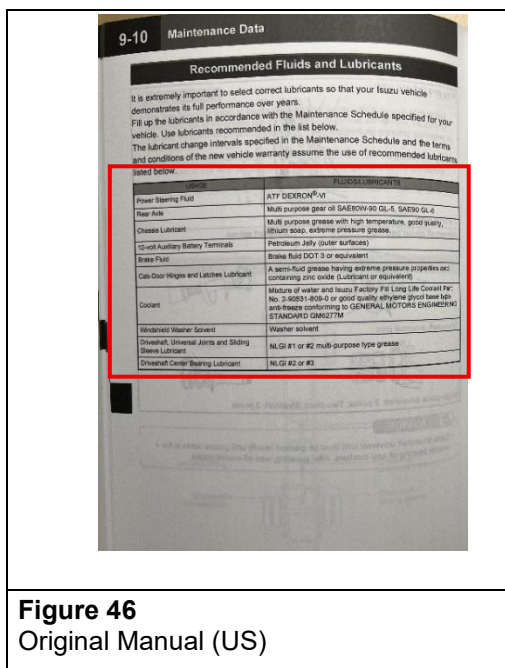 9-10 Maintenance Data
Recommended Fluids and Lubricants
It is extremely important to select correct lubricants so that your Isuzu vehicle
demonstrates its full performance over years.
Fill up the lubricants in accordance with the Maintenance Schedule specified for your
vehicle. Use lubricants recommended in the list below.
The lubricant change intervals specified in the Maintenance Schedule and the terms
and conditions of the new vehicle warranty assume the use of recommended lubricants
listed below.
USAGE FLUIDS/LUBRICANTS
Power Steering Fluid ATF DEXRON®-VI
Rear Axle Multi purpose gear oil SAE80W-90 GL-5, SAE90 GL-5
Chassis Lubricant Multi purpose grease with high temperature, good quality,
lithium soap, extreme pressure grease.
12-volt Auxiliary Battery Terminals Petroleum Jelly (outer surfaces)
Brake Fluid Brake fluid DOT 3 or equivalent
Cab-Door Hinges and Latches Lubricant A semi-fluid grease having extreme pressure properties and
containing zinc oxide (Lubricant or equivalent)
Coolant Mixture of water and Isuzu Factory Fill Long Life Coolant Part
No. 2-90531-809-0 or good quality ethylene glycol base type
anti-freeze conforming to GENERAL MOTORS ENGINEERING
STANDARD GM6277M
Windshield Washer Solvent Washer solvent
Driveshaft, Universal Joints and Sliding
Sleeve Lubricant NLGI #1 or #2 multi-purpose type grease
Driveshaft Center Bearing Lubricant NLGI #2 or #3
Figure 46
Original Manual (US)